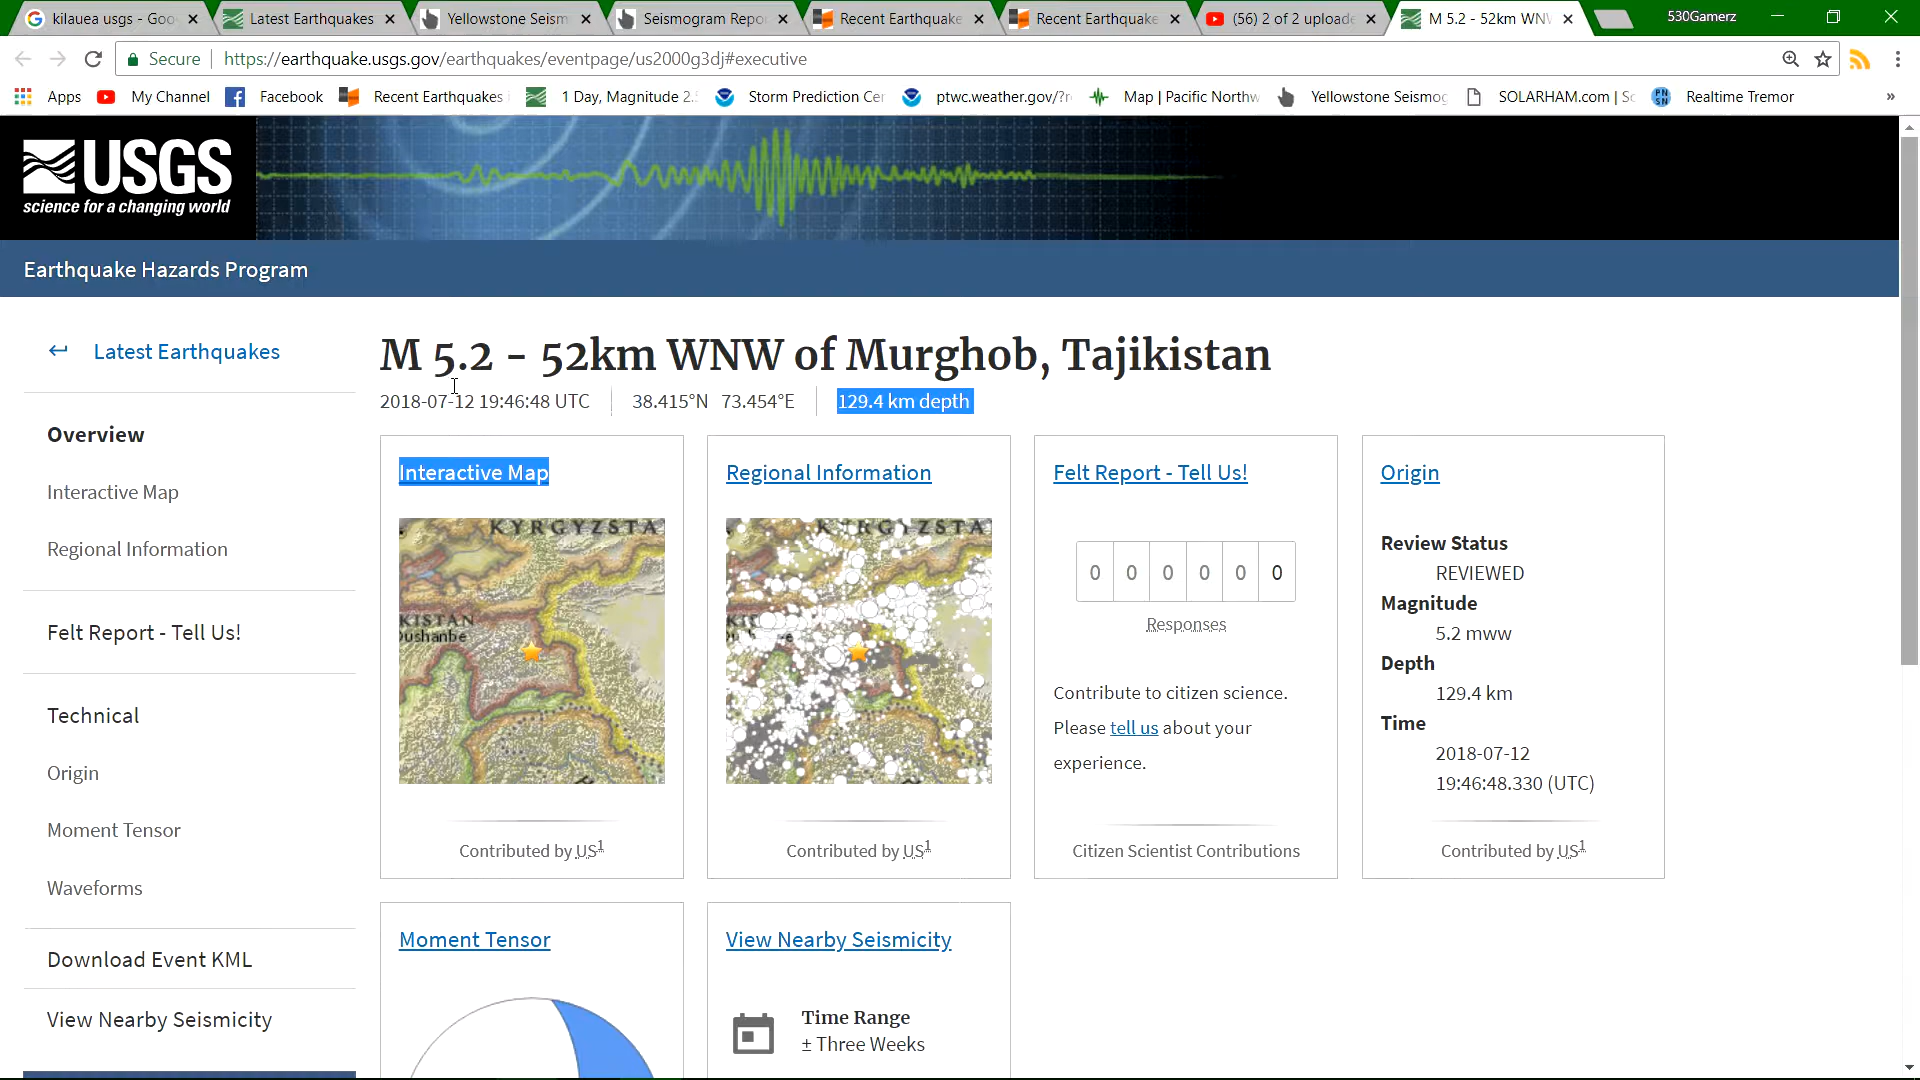 kilauea usgs - Goo
Latest Earthquakes
Yellowstone Seism
Seismogram Repo
Recent Earthquake
Recent Earthquake
(56) 2 of 2 uploade
M 5.2 - 52km WN
530Gamerz
Secure
https://earthquake.usgs.gov/earthquakes/eventpage/us2000g3dj#executive
Apps
My Channel
Facebook
Recent Earthquakes
1 Day, Magnitude 2.
Storm Prediction Cen
ptwc.weather.gov/?r
Map | Pacific Northw
Yellowstone Seismog
SOLARHAM.com | So
PNSN
Realtime Tremor
»
USGS
science for a changing world
Earthquake Hazards Program
Latest Earthquakes
Overview
Interactive Map
Regional Information
Felt Report - Tell Us!
Technical
Origin
Moment Tensor
Waveforms
Download Event KML
View Nearby Seismicity
M 5.2 - 52km WNW of Murghob, Tajikistan
2018-07-12 19:46:48 UTC
38.415°N 73.454°E
129.4 km depth
Interactive Map
KYRGYZSTA
KISTAN
Dushanbe
Contributed by US1
Regional Information
Contributed by US1
Felt Report - Tell Us!
0 0 0 0 0 0
Responses
Contribute to citizen science.
Please tell us about your
experience.
Citizen Scientist Contributions
Origin
Review Status
REVIEWED
Magnitude
5.2 mww
Depth
129.4 km
Time
2018-07-12
19:46:48.330 (UTC)
Contributed by US1
Moment Tensor
View Nearby Seismicity
Time Range
± Three Weeks